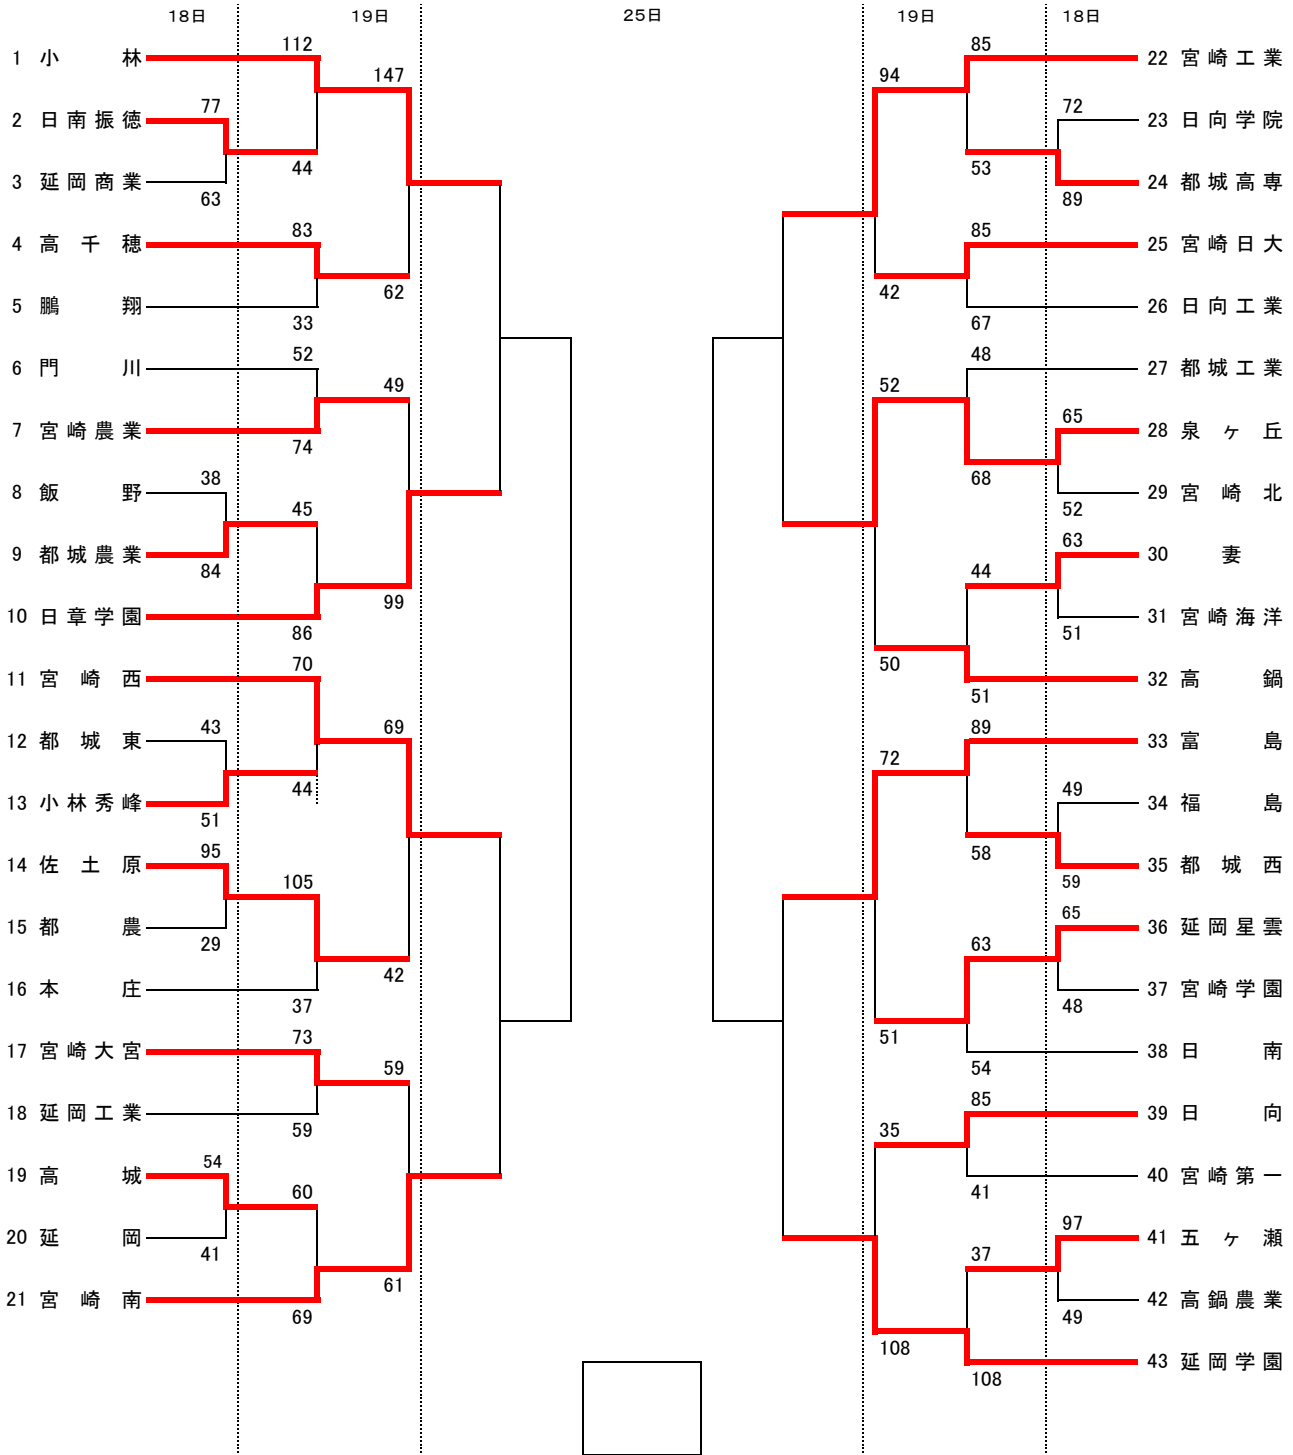 18日 19日 25日 19日 18日
112 85
1 小林 22 宮崎工業
147 94
77 72
2 日南振徳 23 日向学院
44 53
3 延岡商業 24 都城高専
63 89
83 85
4 高千穂 25 宮崎日大
62 42
5 鵬翔 26 日向工業
33 67
52 48
6 門川 27 都城工業
49 52
65
7 宮崎農業 28 泉ヶ丘
74
38 68
8 飯野 29 宮崎北
45 52
63
9 都城農業 30 妻
84 44
99
10 日章学園 31 宮崎海洋
86 51
70 50
11 宮崎西 32 高鍋
51
43 69 89
12 都城東 33 富島
72
44 49
13 小林秀峰 34 福島
51
95 58
14 佐土原 35 都城西
105 59
65
15 都農 36 延岡星雲
29 63
42
16 本庄 37 宮崎学園
37 48
73 51
17 宮崎大宮 38 日南
59 54
85
18 延岡工業 39 日向
59 35
54
19 高城 40 宮崎第一
60 41
97
20 延岡 41 五ヶ瀬
41 37
61
21 宮崎南 42 高鍋農業
69 49
108
43 延岡学園
108